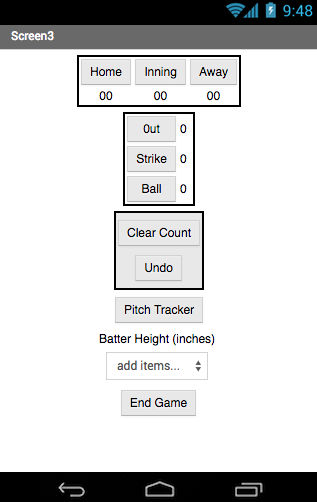 9:48
Screen3
Home Inning Away
00 00 00
0ut 0
Strike 0
Ball 0
Clear Count
Undo
Pitch Tracker
Batter Height (inches)
add items...
End Game